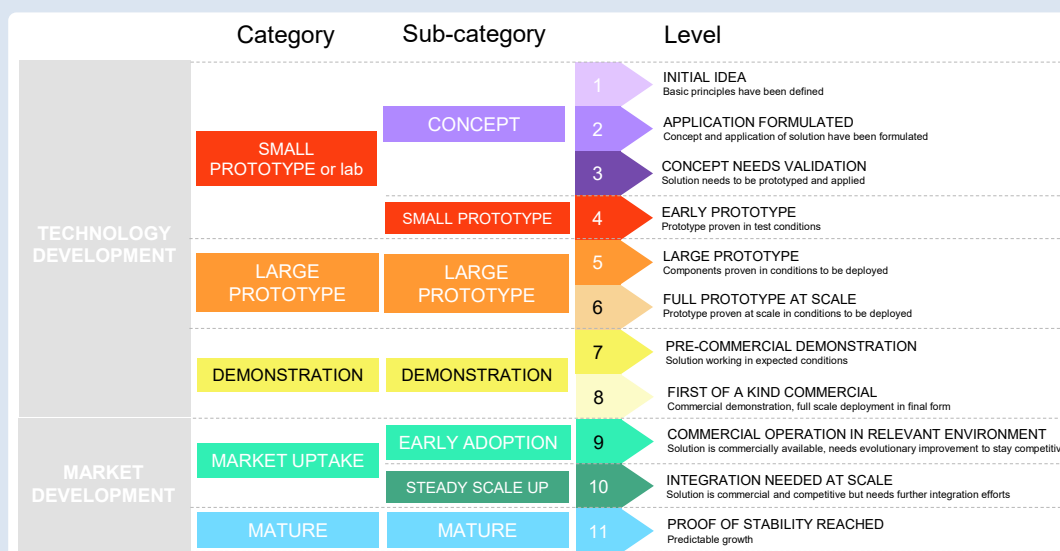 Category Sub-category Level
TECHNOLOGY
DEVELOPMENT
SMALL
PROTOTYPE or lab
CONCEPT
1
INITIAL IDEA
Basic principles have been defined
2
APPLICATION FORMULATED
Concept and application of solution have been formulated
3
CONCEPT NEEDS VALIDATION
Solution needs to be prototyped and applied
SMALL PROTOTYPE
4
EARLY PROTOTYPE
Prototype proven in test conditions
LARGE
PROTOTYPE
LARGE
PROTOTYPE
5
LARGE PROTOTYPE
Components proven in conditions to be deployed
6
FULL PROTOTYPE AT SCALE
Prototype proven at scale in conditions to be deployed
DEMONSTRATION
DEMONSTRATION
7
PRE-COMMERCIAL DEMONSTRATION
Solution working in expected conditions
8
FIRST OF A KIND COMMERCIAL
Commercial demonstration, full scale deployment in final form
MARKET
DEVELOPMENT
MARKET UPTAKE
EARLY ADOPTION
9
COMMERCIAL OPERATION IN RELEVANT ENVIRONMENT
Solution is commercially available, needs evolutionary improvement to stay competitive
STEADY SCALE UP
10
INTEGRATION NEEDED AT SCALE
Solution is commercial and competitive but needs further integration efforts
MATURE
MATURE
11
PROOF OF STABILITY REACHED
Predictable growth